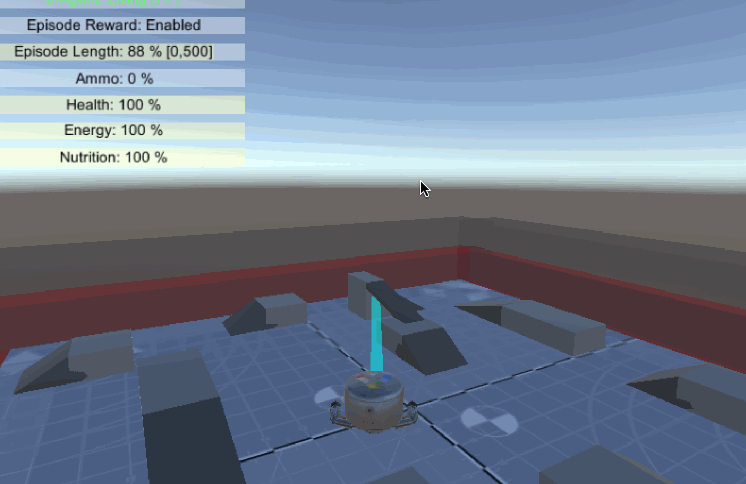 Episode Reward: Enabled
Episode Length: 88 % [0,500]
Ammo: 0 %
Health: 100 %
Energy: 100 %
Nutrition: 100 %